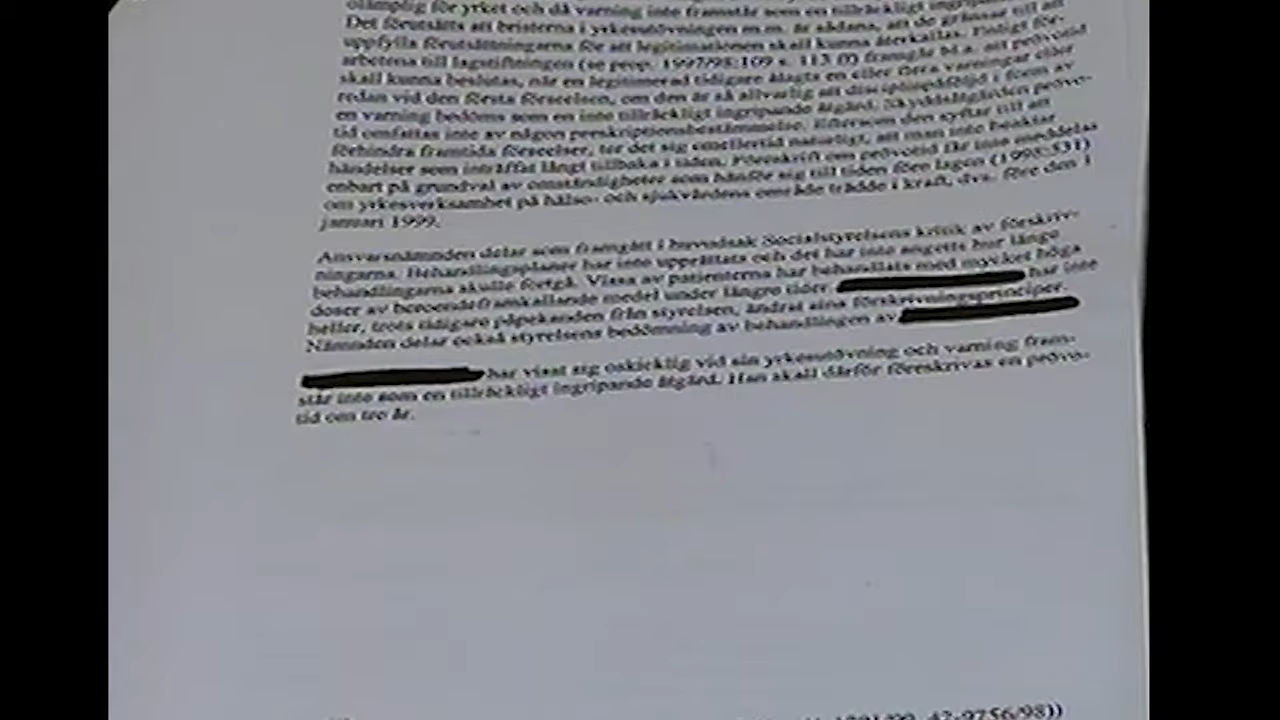 olämplig för yrket och då varning inte framstår som en tillräckligt ingripande
Det förutsätts att bristerna i yrkesutövningen m.m. är sådana, att de gränsar till att
uppfylla förutsättningarna för att legitimationen skall kunna återkallas. Enligt för-
arbetena till lagstiftningen (se prop. 1997/98:109 s. 113 f) framgår bl.a. att prövotid
skall kunna beslutas, när en legitimerad tidigare ålagts en eller flera varningar eller
redan vid den första förseelsen, om den är så allvarlig att disciplinpåföljd i form av
en varning bedöms som en inte tillräckligt ingripande åtgärd. Skyddsåtgärden prövo-
tid omfattas inte av någon preskriptionsbestämmelse. Eftersom den syftar till att
förhindra framtida förseelser, ter det sig emellertid naturligt, att man inte beaktar
händelser som inträffat långt tillbaka i tiden. Föreskrift om prövotid får inte meddelas
enbart på grundval av omständigheter som hänför sig till tiden före lagen (1998:531)
om yrkesverksamhet på hälso- och sjukvårdens område trädde i kraft, dvs. före den 1
januari 1999.
Ansvarsnämnden delar som framgått i huvudsak Socialstyrelsens kritik av förskriv-
ningarna. Behandlingsplaner har inte upprättats och det har inte angetts hur länge
behandlingarna skulle fortgå. Vissa av patienterna har behandlats med mycket höga
doser av beroendeframkallande medel under längre tider. har inte
heller, trots tidigare påpekanden från styrelsen, ändrat sina förskrivningsprinciper.
Nämnden delar också styrelsens bedömning av behandlingen av
har visat sig oskicklig vid sin yrkesutövning och varning fram-
står inte som en tillräckligt ingripande åtgärd. Han skall därför föreskrivas en prövo-
tid om tre år.
42-9756/98))